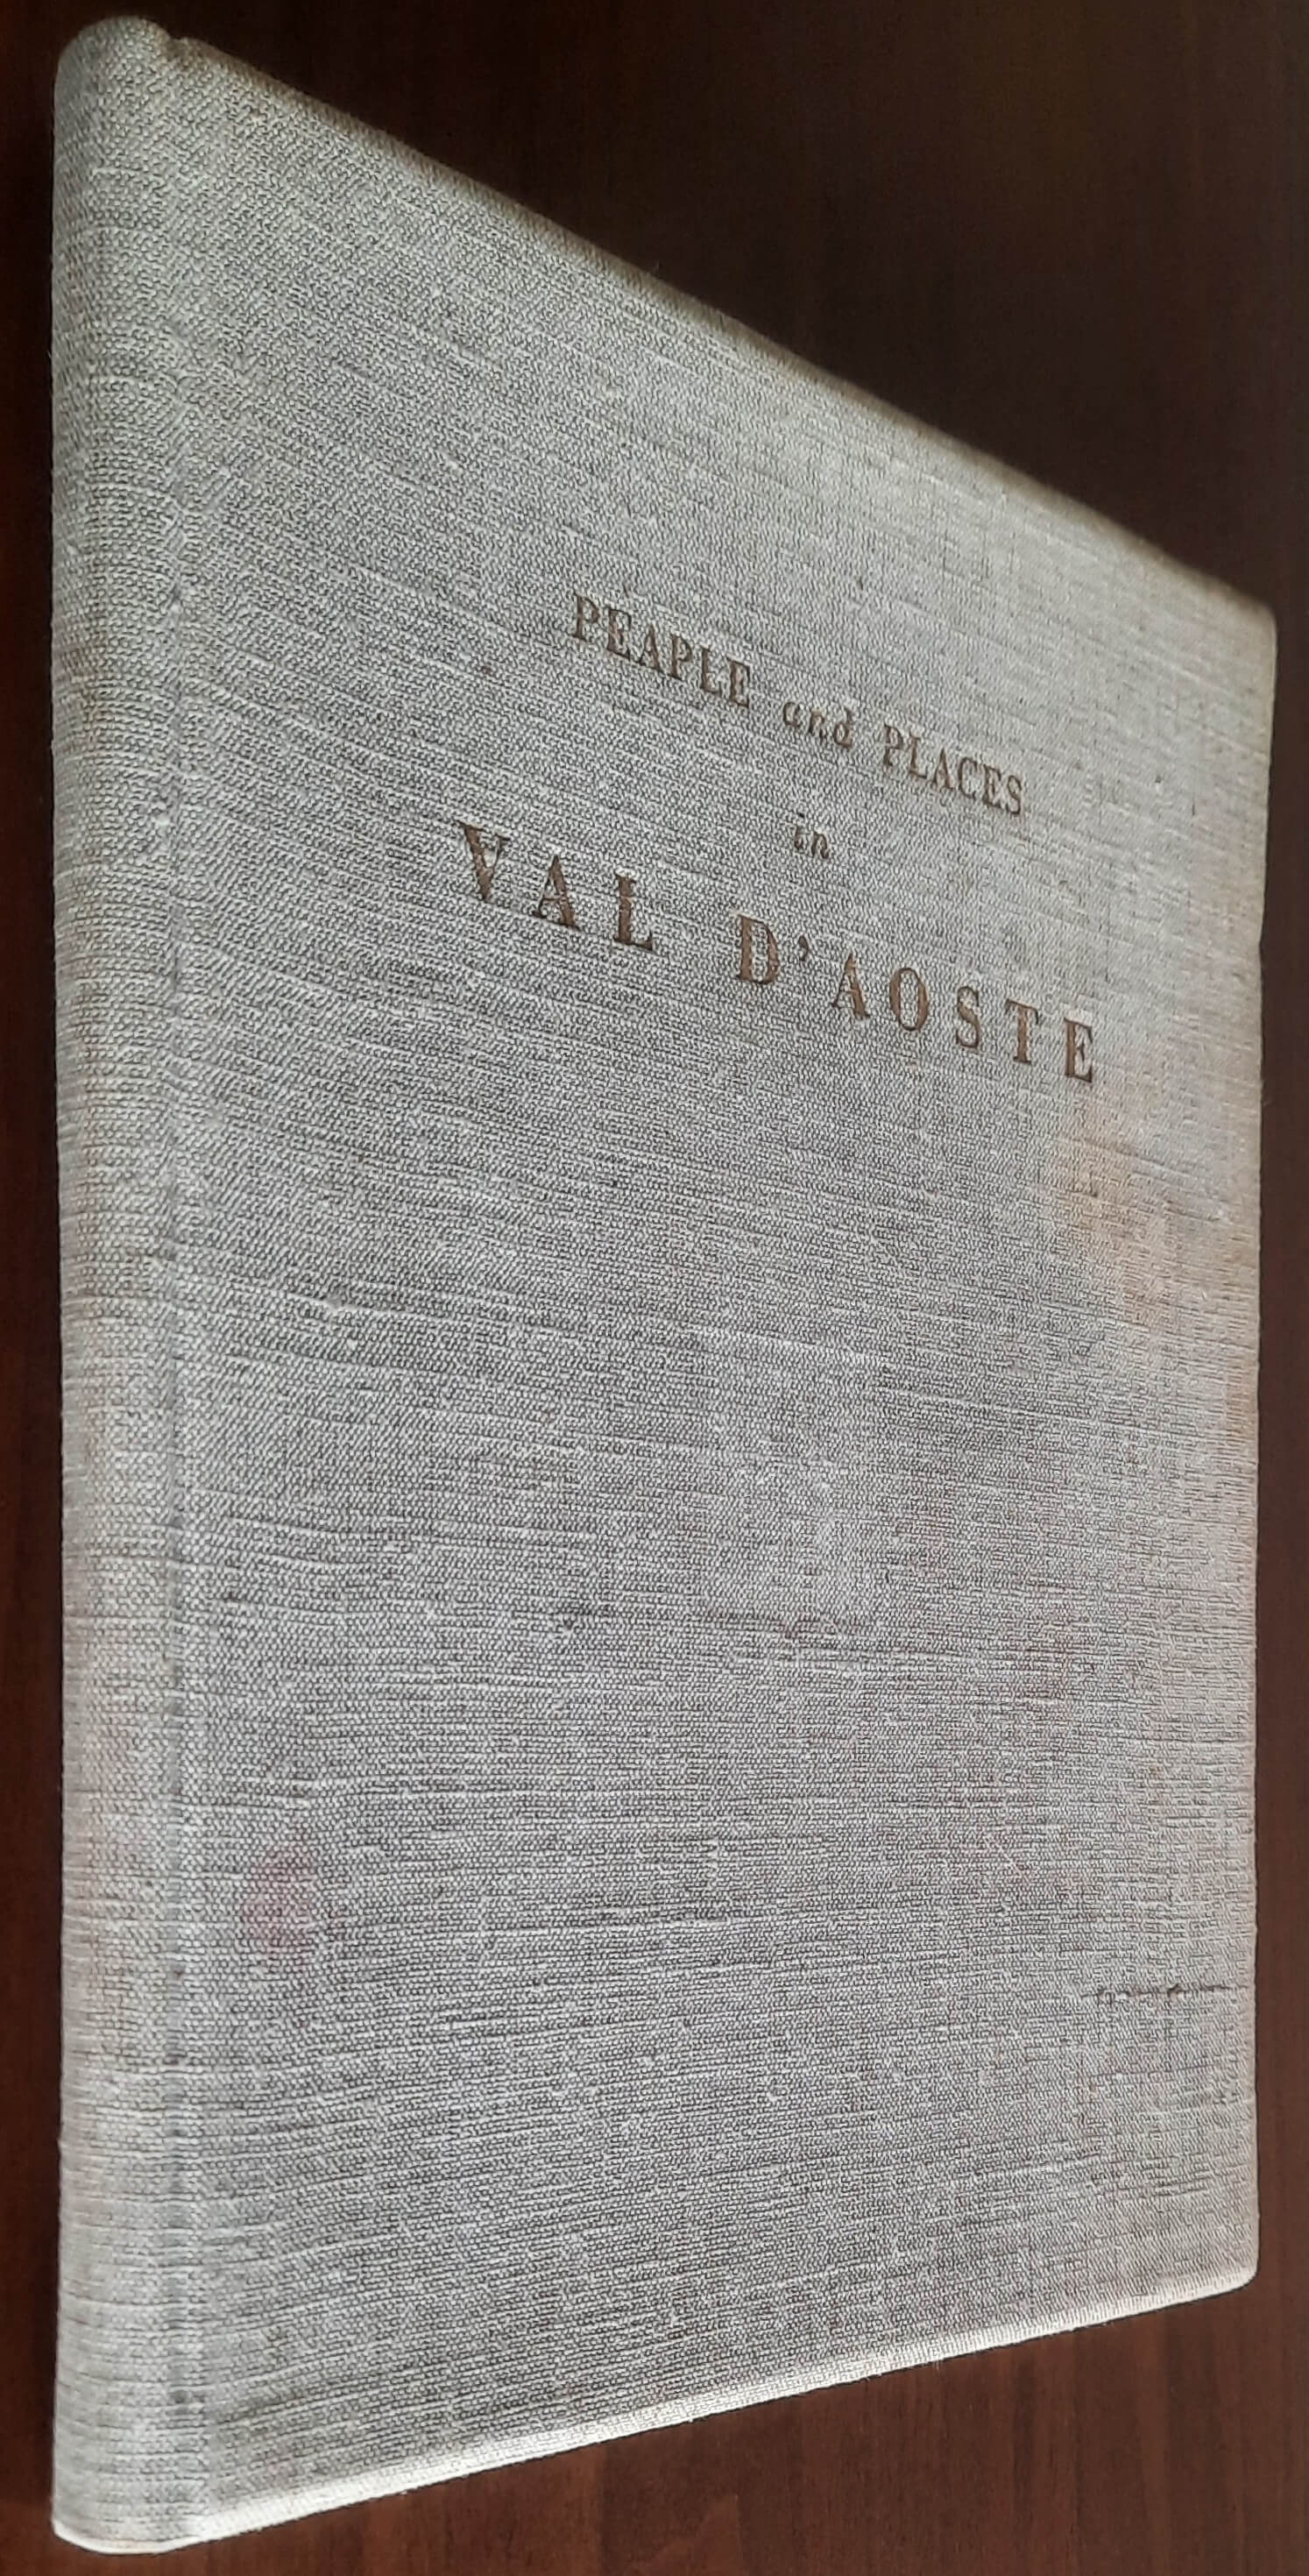 PEAPLE and PLACES
in
VAL D'AOSTE